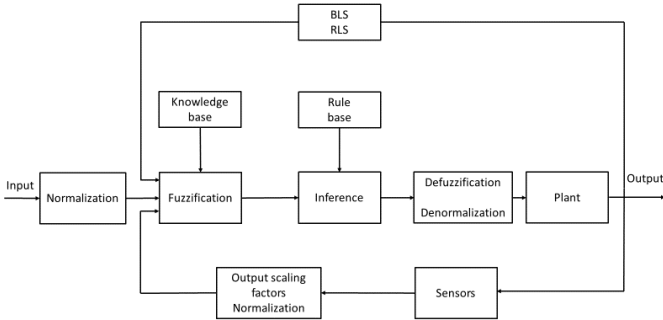 BLS
RLS
Knowledge
base
Rule
base
Input
Normalization
Fuzzification
Inference
Defuzzification
Denormalization
Plant
Output
Output scaling
factors
Normalization
Sensors